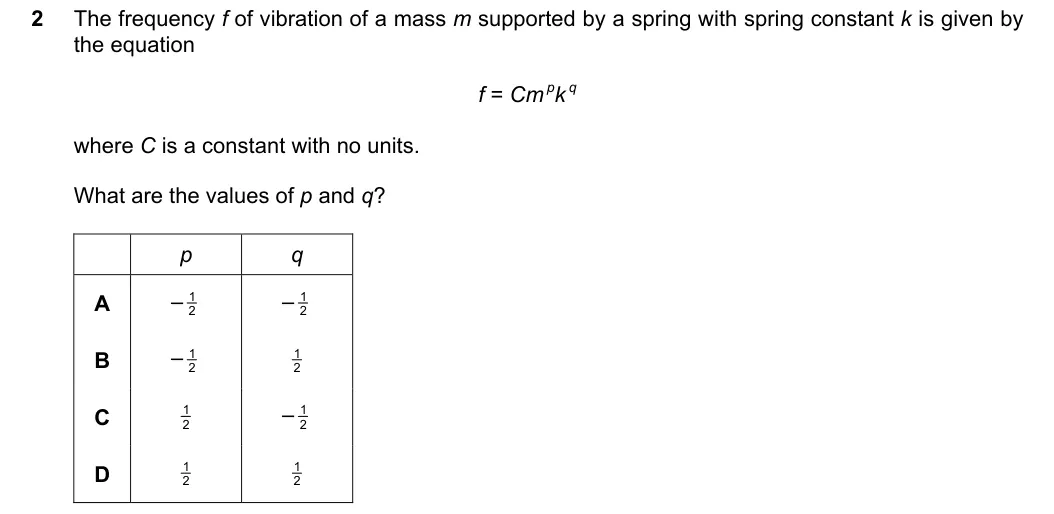 2 The frequency f of vibration of a mass m supported by a spring with spring constant k is given by
the equation
f = Cmᵖk^q
where C is a constant with no units.
What are the values of p and q?
p q
A −1/2 −1/2
B −1/2 1/2
C 1/2 −1/2
D 1/2 1/2